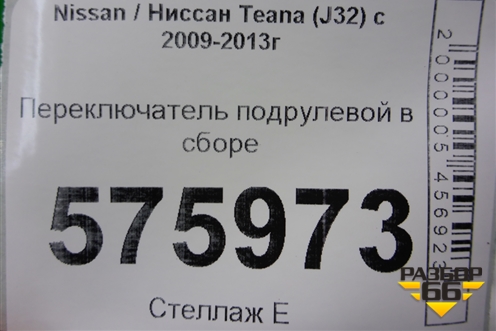 Nissan / Ниссан Teana (J32) с
2009-2013г
Переключатель подрулевой в
сборе
575973
Стеллаж Е
2000005456923
РАЗБОР
66